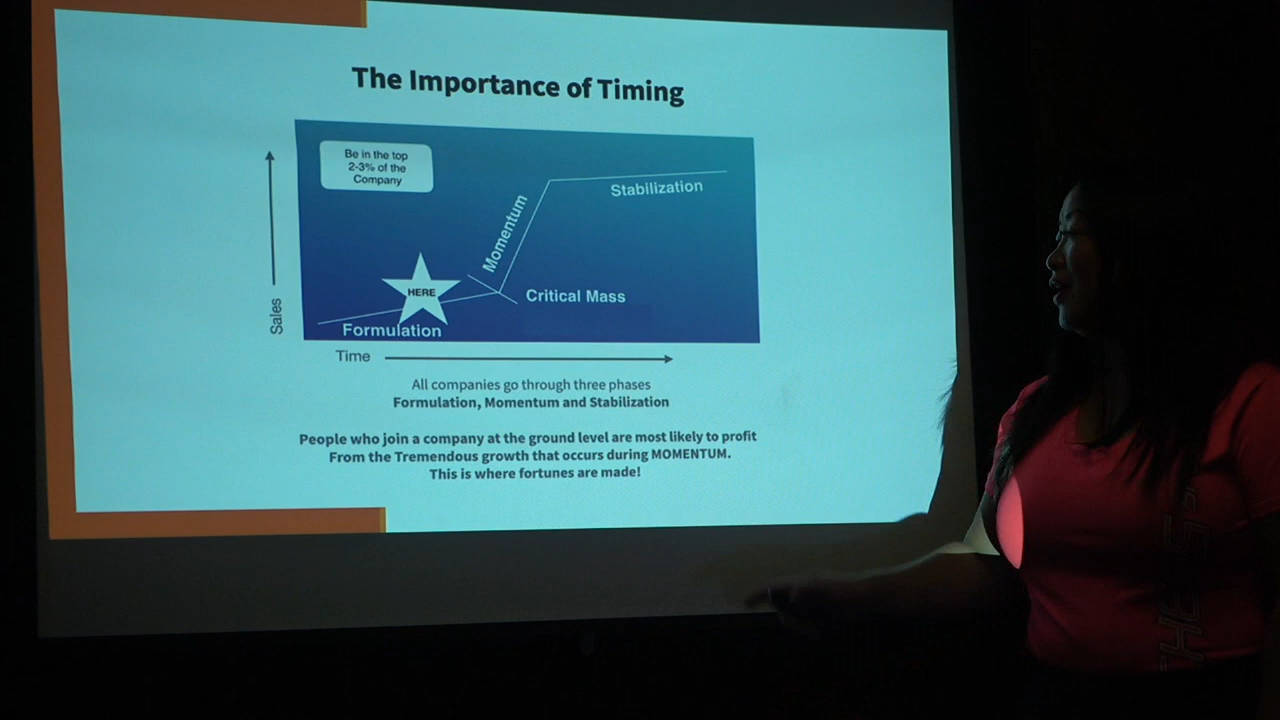 The Importance of Timing
Be in the top
2-3% of the
Company
Stabilization
Momentum
HERE
Critical Mass
Sales
Formulation
Time
All companies go through three phases
Formulation, Momentum and Stabilization
People who join a company at the ground level are most likely to profit
From the Tremendous growth that occurs during MOMENTUM.
This is where fortunes are made!